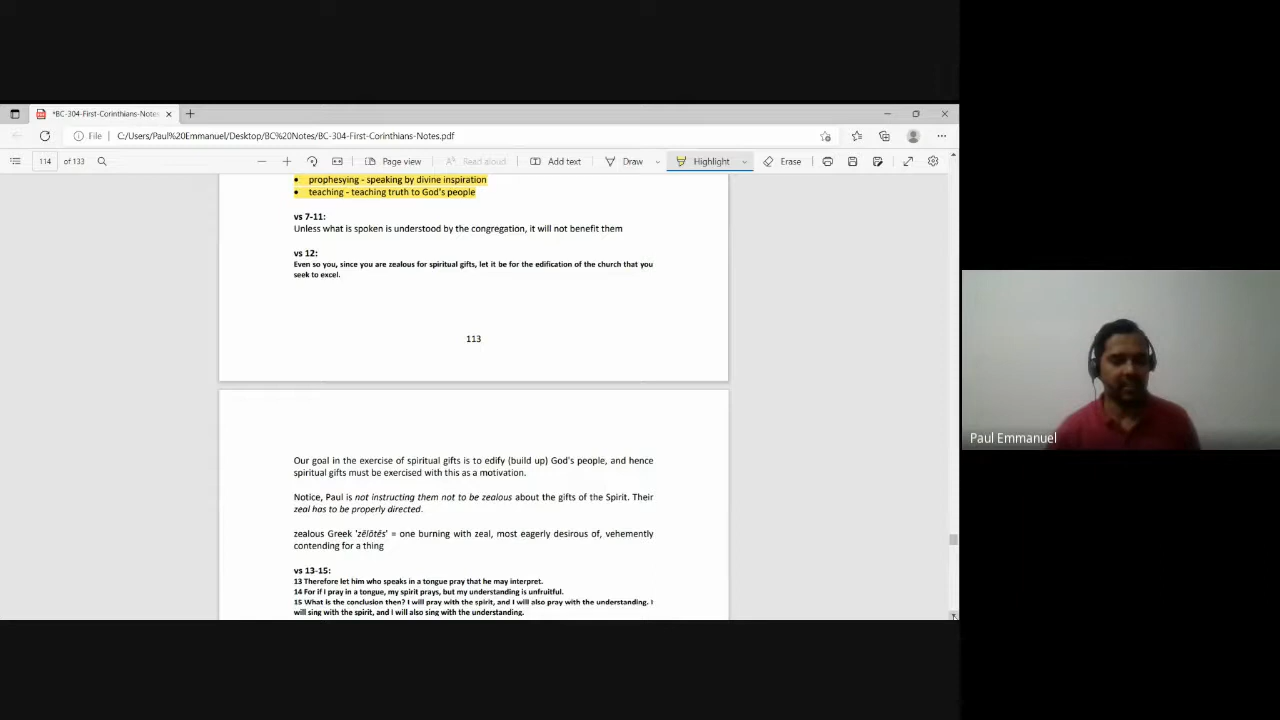 *BC-304-First-Corinthians-Notes
File
C:/Users/Paul%20Emmanuel/Desktop/BC%20Notes/BC-304-First-Corinthians-Notes.pdf
114 of 133
Page view
Read aloud
Add text
Draw
Highlight
Erase
• prophesying - speaking by divine inspiration
• teaching - teaching truth to God's people
vs 7-11:
Unless what is spoken is understood by the congregation, it will not benefit them
vs 12:
Even so you, since you are zealous for spiritual gifts, let it be for the edification of the church that you
seek to excel.
113
Our goal in the exercise of spiritual gifts is to edify (build up) God's people, and hence
spiritual gifts must be exercised with this as a motivation.
Notice, Paul is not instructing them not to be zealous about the gifts of the Spirit. Their
zeal has to be properly directed.
zealous Greek 'zēlōtēs' = one burning with zeal, most eagerly desirous of, vehemently
contending for a thing
vs 13-15:
13 Therefore let him who speaks in a tongue pray that he may interpret.
14 For if I pray in a tongue, my spirit prays, but my understanding is unfruitful.
15 What is the conclusion then? I will pray with the spirit, and I will also pray with the understanding. I
will sing with the spirit, and I will also sing with the understanding.
Paul Emmanuel